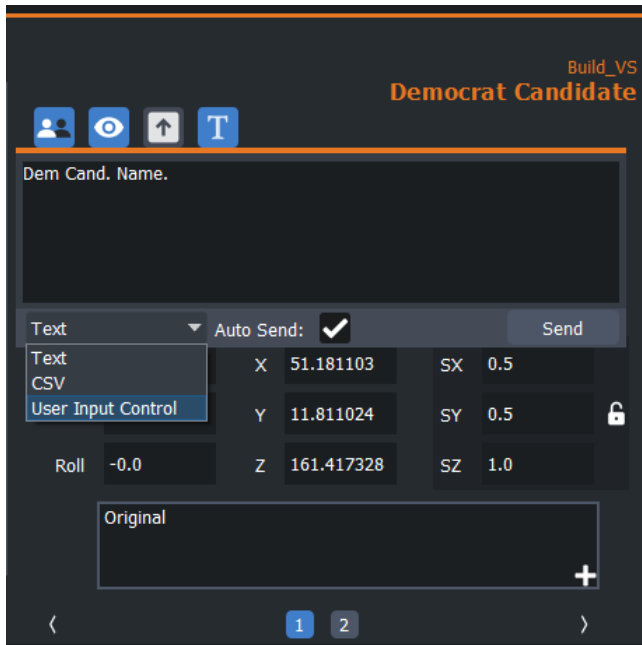 Build_VS
Democrat Candidate
T
Dem Cand. Name.
Text Auto Send: Send
Text
CSV
User Input Control
X 51.181103 SX 0.5
Y 11.811024 SY 0.5
Roll -0.0 Z 161.417328 SZ 1.0
Original
1 2